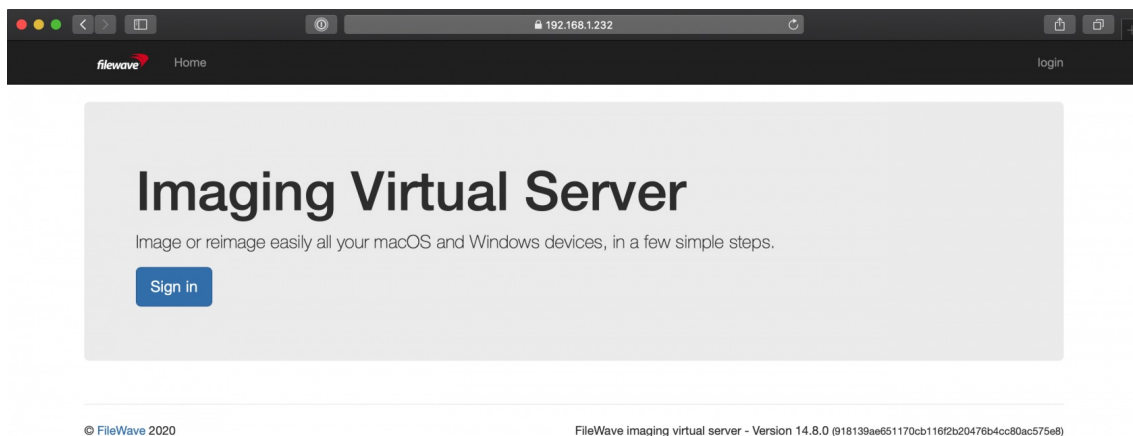 192.168.1.232
filewave Home login
Imaging Virtual Server
Image or reimage easily all your macOS and Windows devices, in a few simple steps.
Sign in
© FileWave 2020 FileWave imaging virtual server - Version 14.8.0 (918139ae651170cb116f2b20476b4cc80ac575e8)